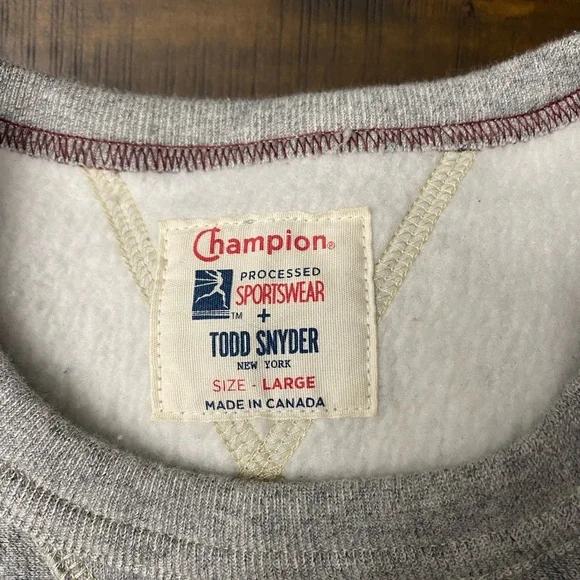 Champion®
PROCESSED
SPORTSWEAR
TM +
TODD SNYDER
NEW YORK
SIZE - LARGE
MADE IN CANADA